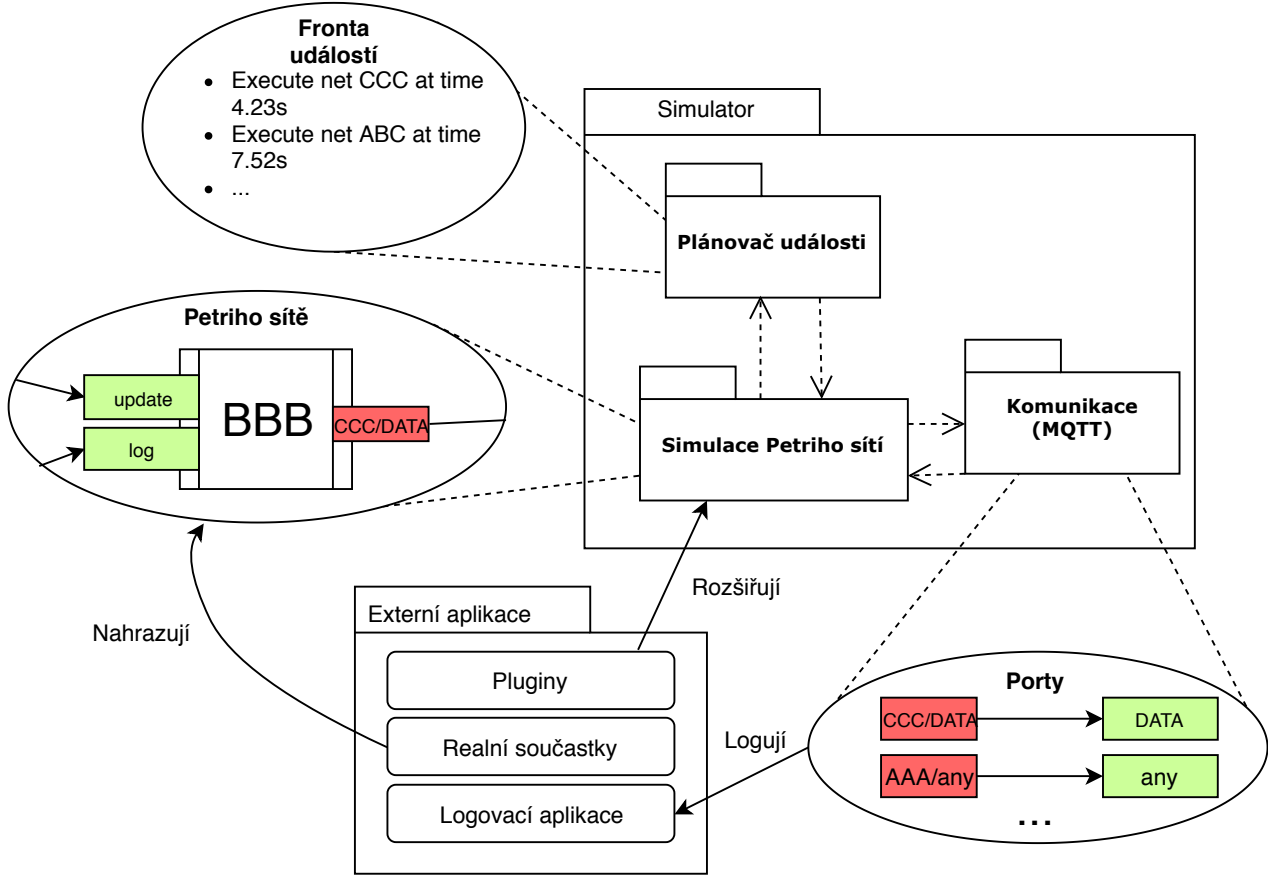 Fronta
událostí
• Execute net CCC at time
4.23s
• Execute net ABC at time
7.52s
• ...
Simulator
Plánovač události
Petriho sítě
update
log
BBB
CCC/DATA
Simulace Petriho sítí
Komunikace
(MQTT)
Rozšiřují
Nahrazují
Externí aplikace
Pluginy
Realní součastky
Logovací aplikace
Logují
Porty
CCC/DATA
DATA
AAA/any
any
...